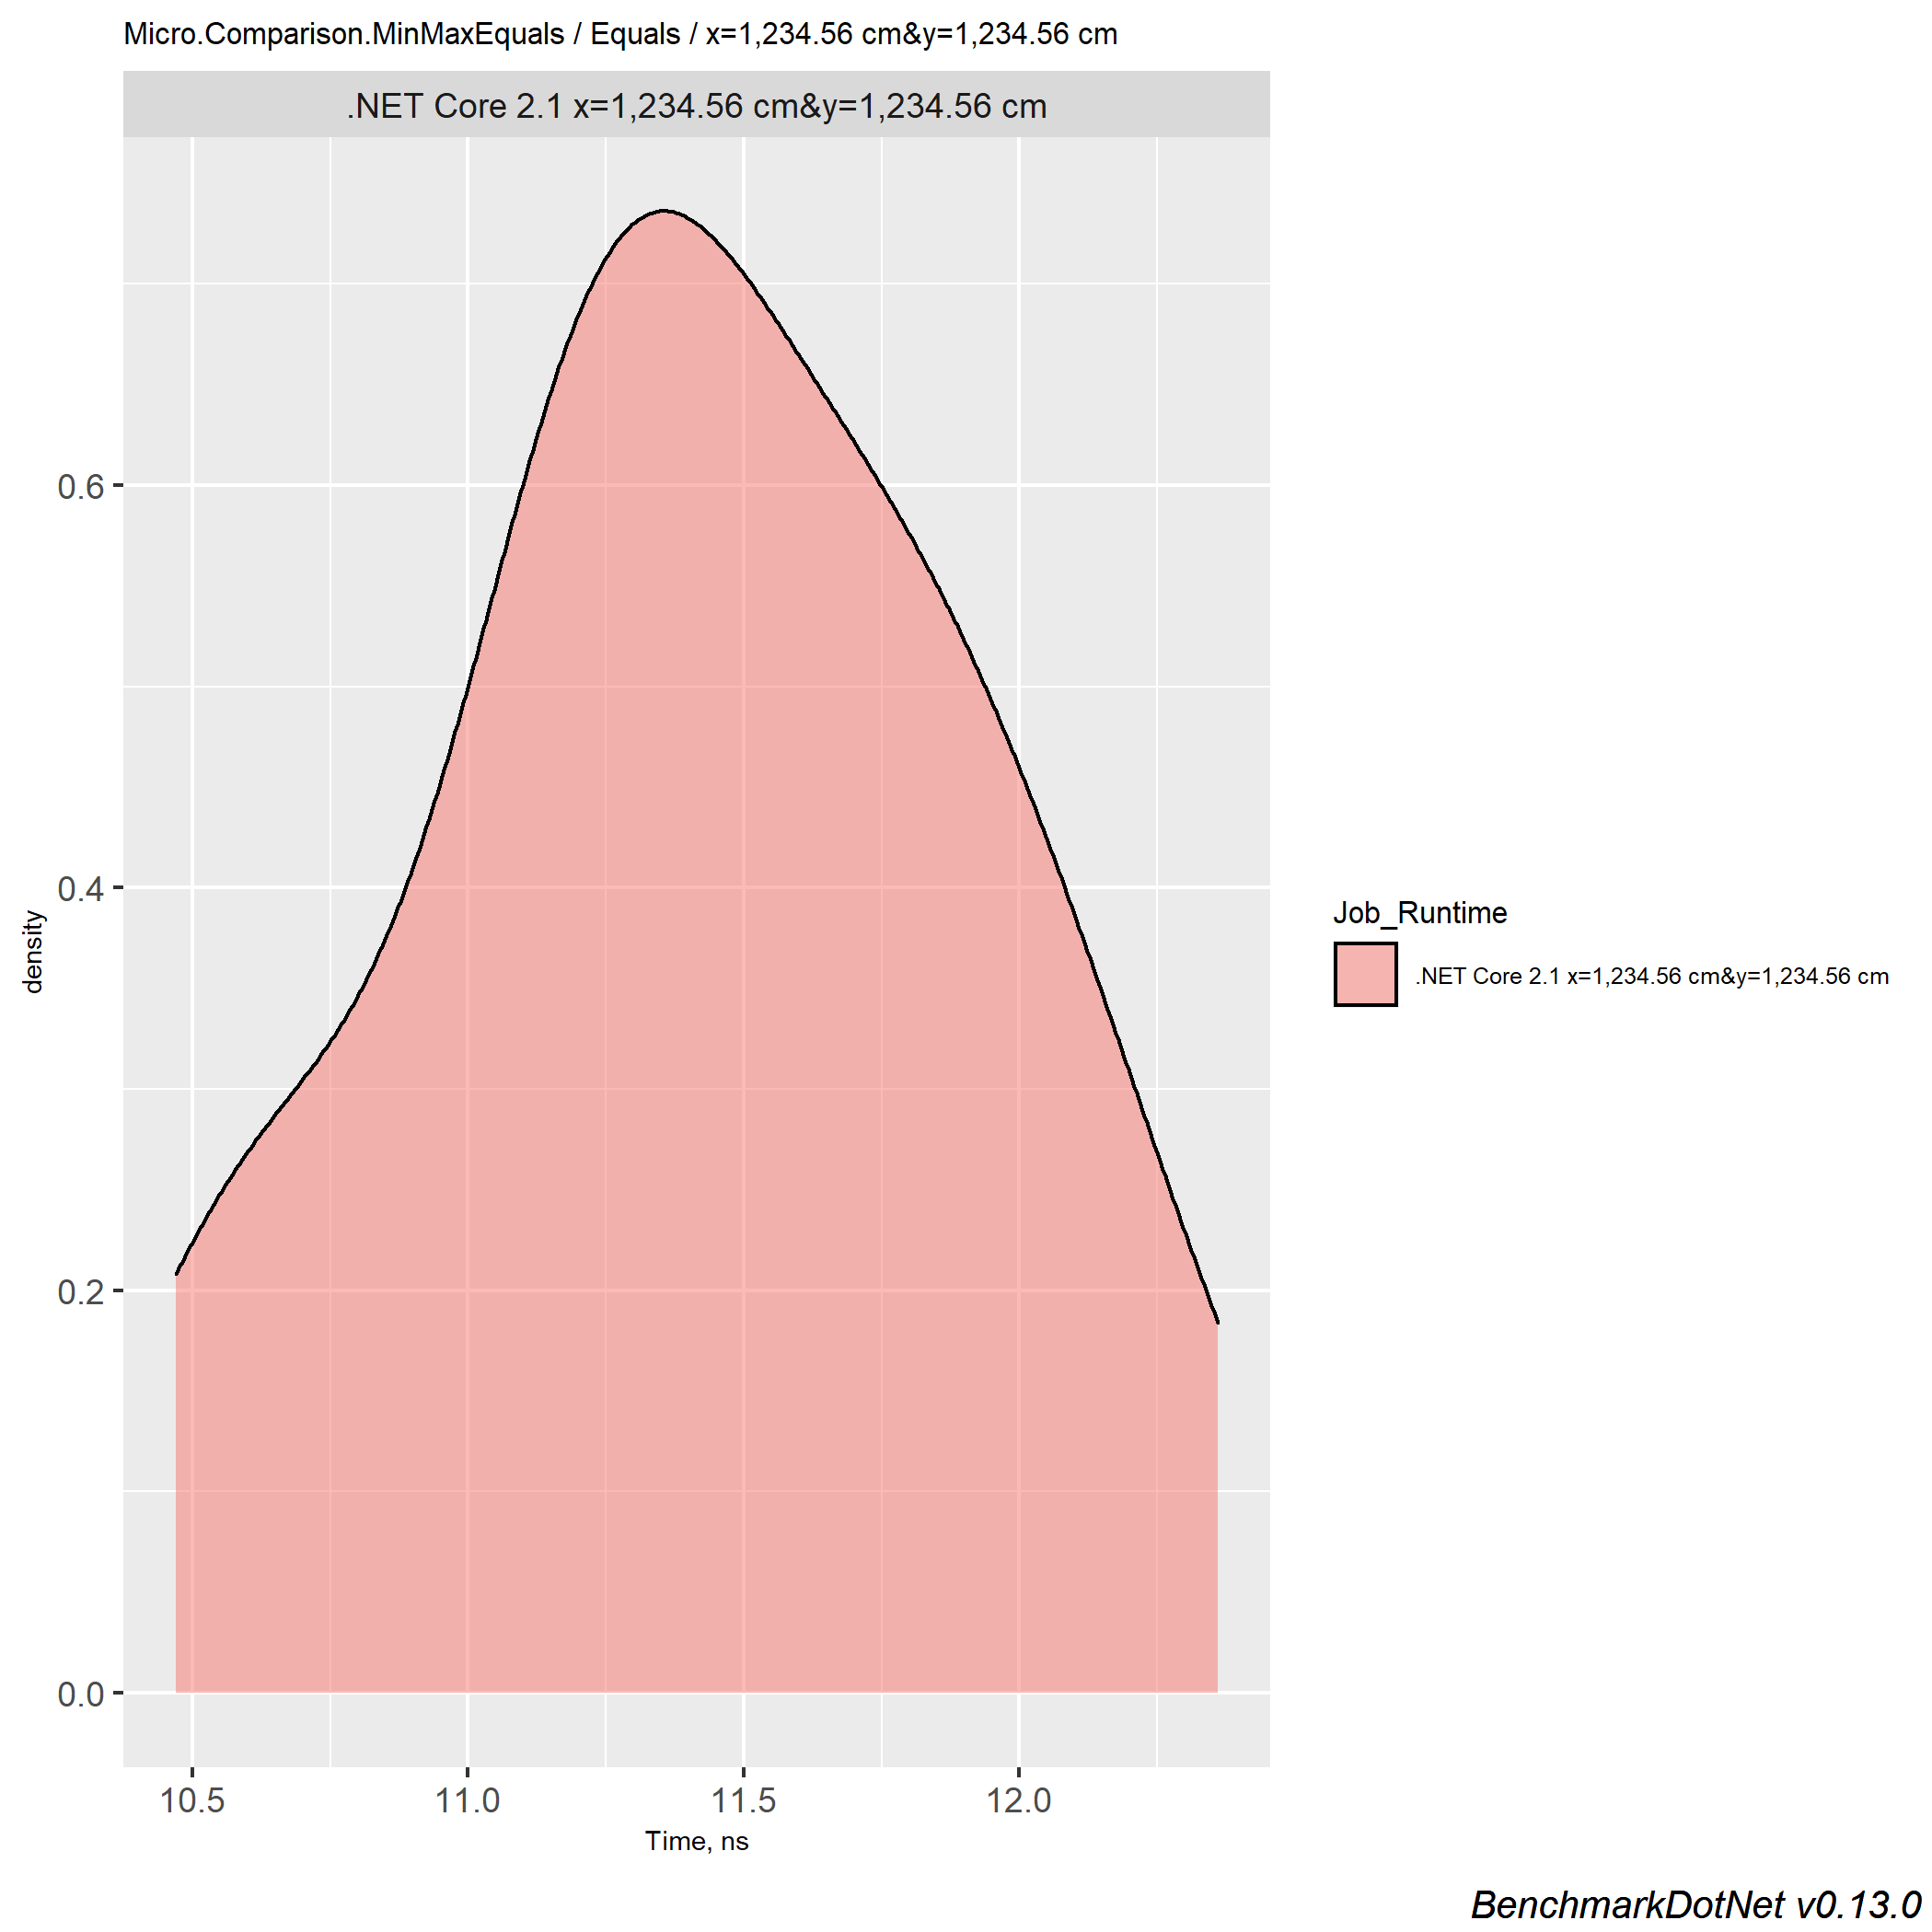 Micro.Comparison.MinMaxEquals / Equals / x=1,234.56 cm&y=1,234.56 cm
.NET Core 2.1 x=1,234.56 cm&y=1,234.56 cm
0.6
0.4
0.2
0.0
density
10.5 11.0 11.5 12.0
Time, ns
Job_Runtime
.NET Core 2.1 x=1,234.56 cm&y=1,234.56 cm
BenchmarkDotNet v0.13.0